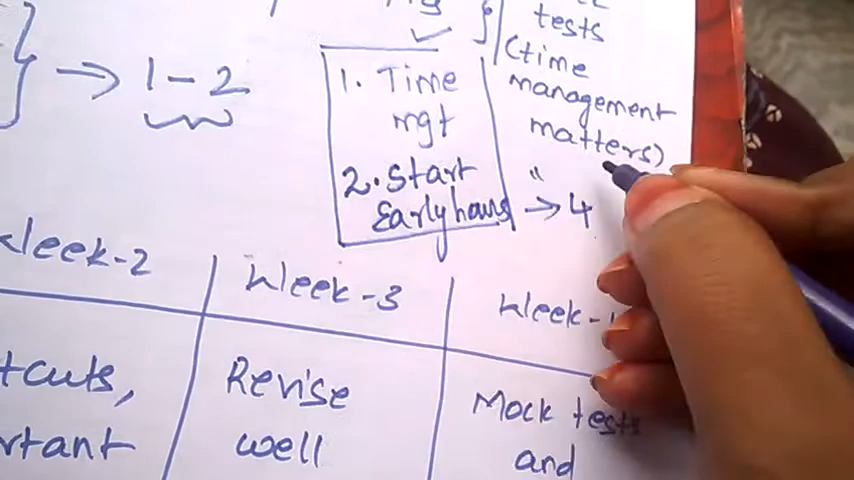 tests
(time
management
matters)
"
→ 4
} → 1-2
1. Time
mgt
2. Start
Early hours
Week-2
Week-3
Week-
tcuts,
rtant
Revise
well
Mock tests
and